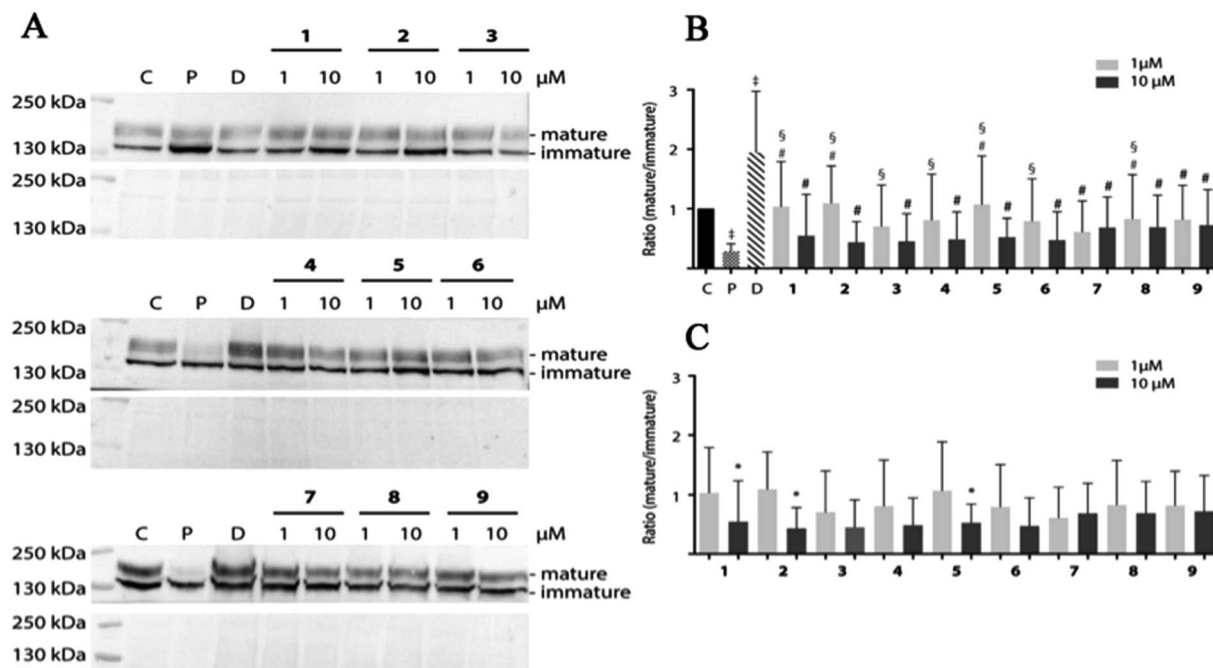 A
1 2 3
C P D 1 10 1 10 1 10 µM
250 kDa
130 kDa
- mature
- immature
250 kDa
130 kDa
4 5 6
C P D 1 10 1 10 1 10 µM
250 kDa
130 kDa
- mature
- immature
250 kDa
130 kDa
7 8 9
C P D 1 10 1 10 1 10 µM
250 kDa
130 kDa
- mature
- immature
250 kDa
130 kDa
B
1µM
10 µM
Ratio (mature/immature)
3
2
1
0
‡ ‡ § # # § # # § # § # § # # § # # # § # # # #
C P D 1 2 3 4 5 6 7 8 9
C
1µM
10 µM
Ratio (mature/immature)
3
2
1
0
* * *
1 2 3 4 5 6 7 8 9